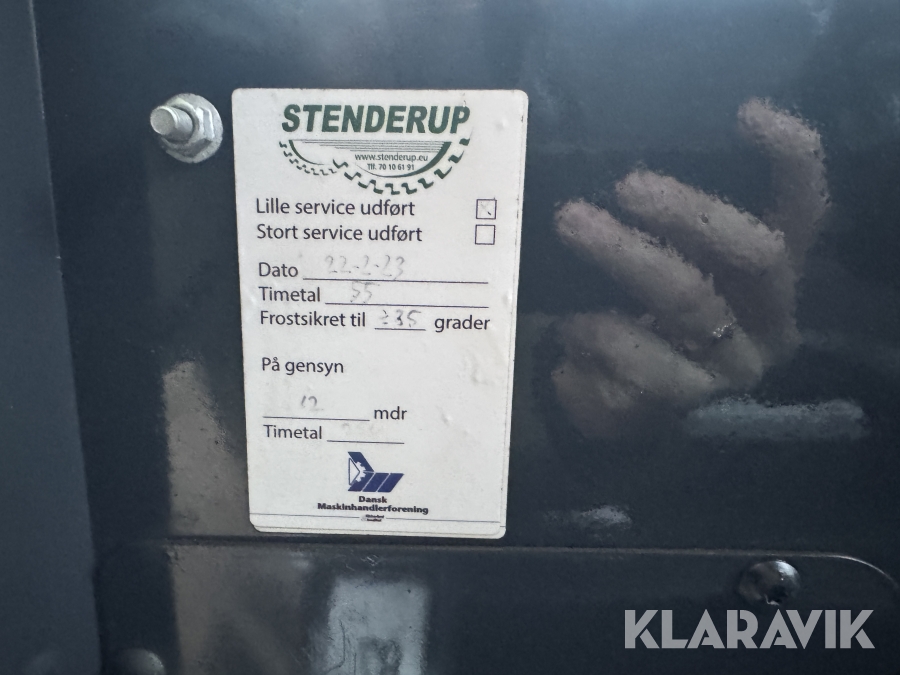 STENDERUP
www.stenderup.eu
Tlf. 70 10 61 91
Lille service udført
Stort service udført
Dato 22-2-23
Timetal 55
Frostsikret til ÷35 grader
På gensyn
12 mdr
Timetal
Dansk
Maskinhandlerforening
KLARAVIK